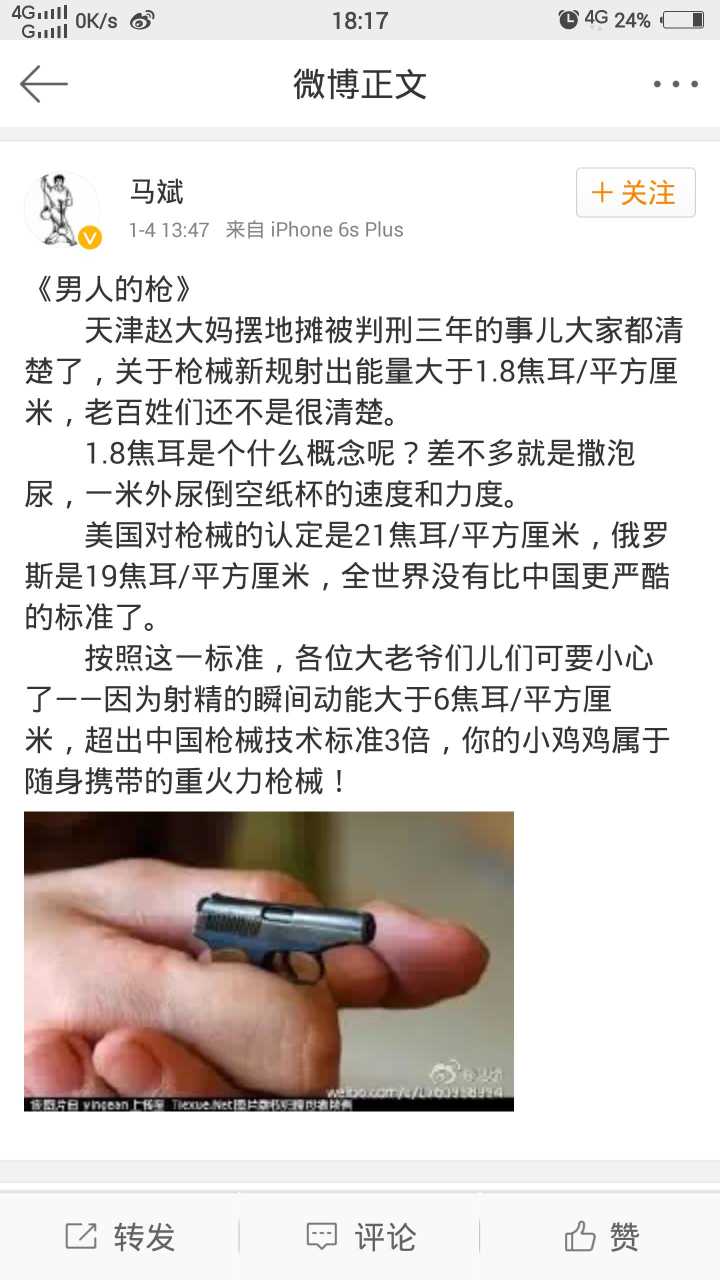 4G 0K/s 18:17 4G 24%
G
微博正文
马斌
+关注
1-4 13:47 来自 iPhone 6s Plus
《男人的枪》
天津赵大妈摆地摊被判刑三年的事儿大家都清
楚了，关于枪械新规射出能量大于1.8焦耳/平方厘
米，老百姓们还不是很清楚。
1.8焦耳是个什么概念呢？差不多就是撒泡
尿，一米外尿倒空纸杯的速度和力度。
美国对枪械的认定是21焦耳/平方厘米，俄罗
斯是19焦耳/平方厘米，全世界没有比中国更严酷
的标准了。
按照这一标准，各位大老爷们儿们可要小心
了——因为射精的瞬间动能大于6焦耳/平方厘
米，超出中国枪械技术标准3倍，你的小鸡鸡属于
随身携带的重火力枪械！
转发
评论
赞